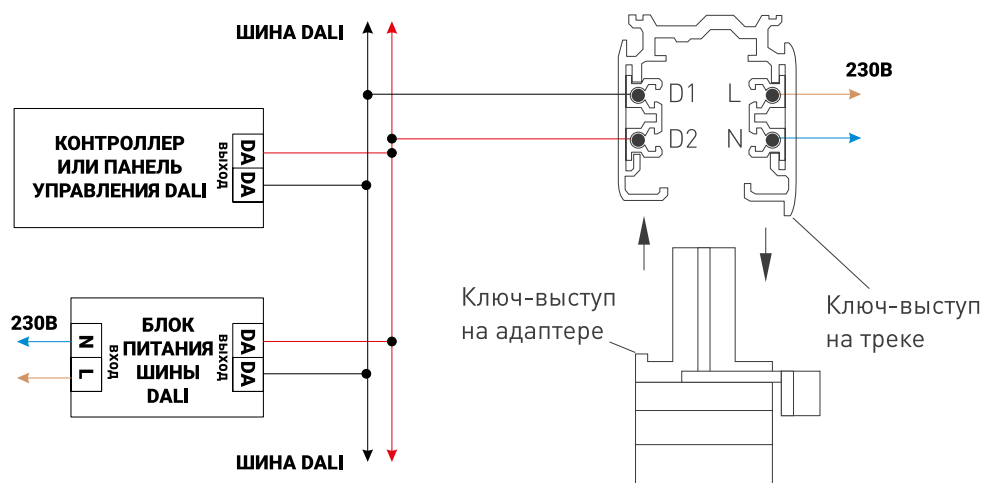 ШИНА DALI
230В
D1
L
D2
N
КОНТРОЛЛЕР
ИЛИ ПАНЕЛЬ
УПРАВЛЕНИЯ DALI
ВЫХОД
DA
DA
Ключ-выступ
на адаптере
Ключ-выступ
на треке
230В
N
L
ВХОД
БЛОК
ПИТАНИЯ
ШИНЫ
DALI
ВЫХОД
DA
DA
ШИНА DALI